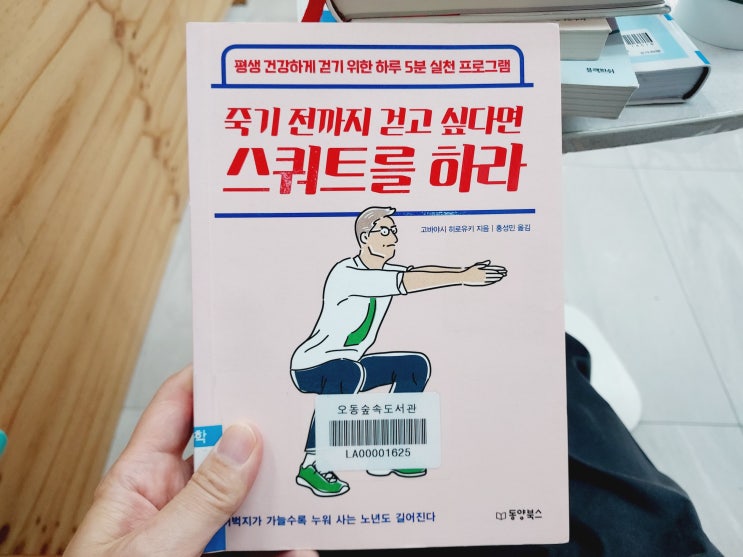 평생 건강하게 걷기 위한 하루 5분 실천 프로그램
죽기 전까지 걷고 싶다면
스쿼트를 하라
고바야시 히로유키 지음 | 홍성민 옮김
오동숲속도서관
LA00001625
학
가늘수록 누워 사는 노년도 길어진다
동양북스